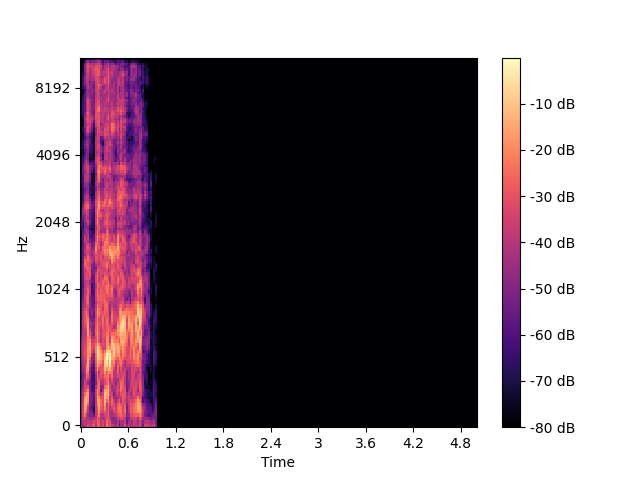 8192
4096
2048
1024
512
0
Hz
0 0.6 1.2 1.8 2.4 3 3.6 4.2 4.8
Time
-10 dB
-20 dB
-30 dB
-40 dB
-50 dB
-60 dB
-70 dB
-80 dB